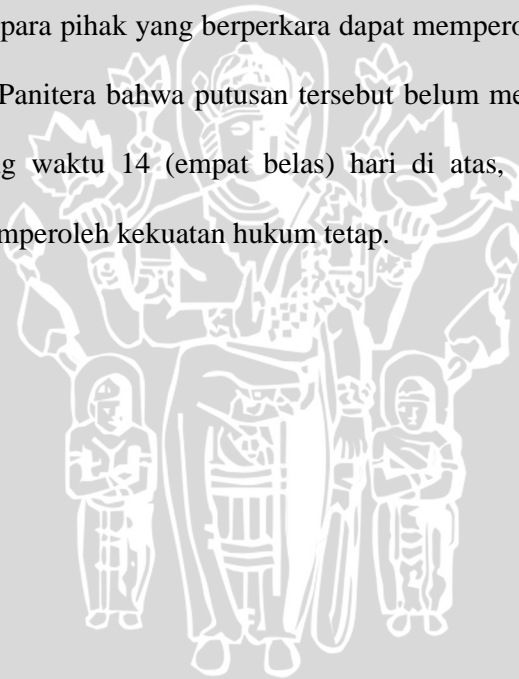 para pihak yang berperkara dapat mempero
Panitera bahwa putusan tersebut belum me
g waktu 14 (empat belas) hari di atas,
mperoleh kekuatan hukum tetap.